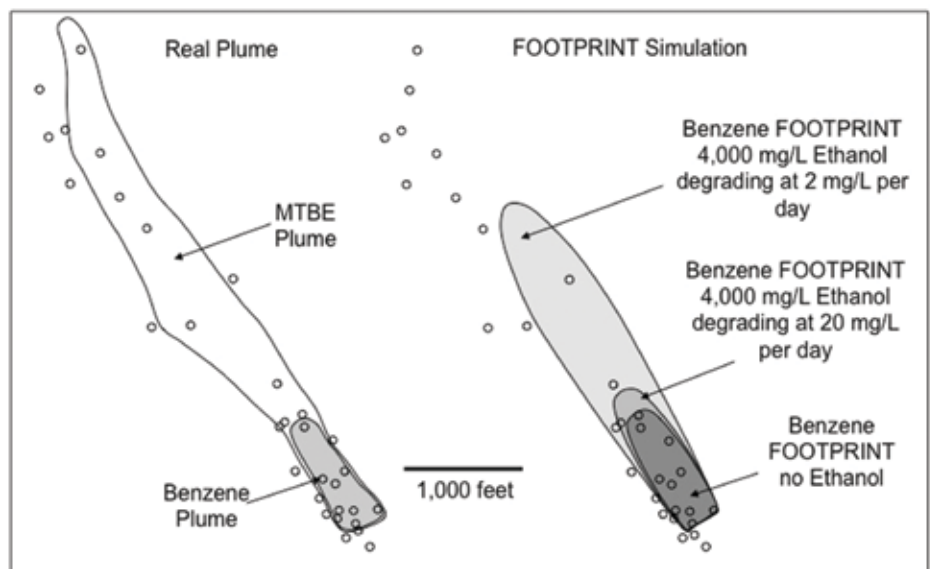 Real Plume
FOOTPRINT Simulation
MTBE
Plume
Benzene
Plume
1,000 feet
Benzene FOOTPRINT
4,000 mg/L Ethanol
degrading at 2 mg/L per
day
Benzene FOOTPRINT
4,000 mg/L Ethanol
degrading at 20 mg/L
per day
Benzene
FOOTPRINT
no Ethanol